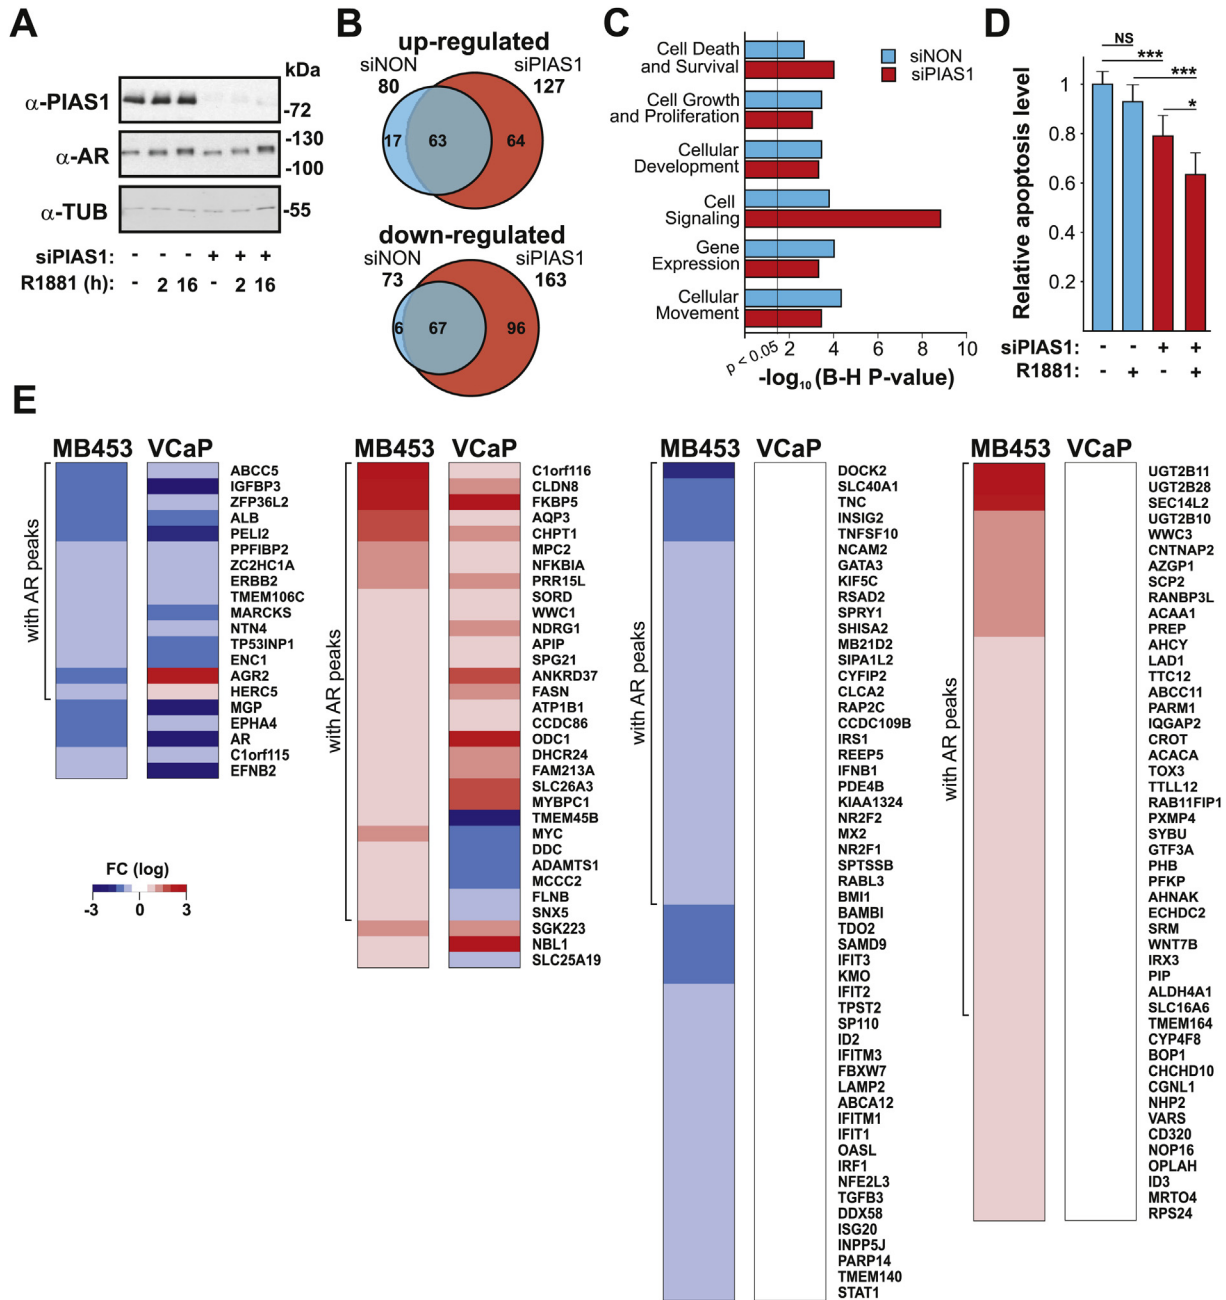 A
kDa
α-PIAS1
-72
α-AR
-130
-100
α-TUB
-55
siPIAS1: - - - + + +
R1881 (h): - 2 16 - 2 16
B
up-regulated
siNON siPIAS1
80 127
17 63 64
down-regulated
siNON siPIAS1
73 163
6 67 96
C
siNON
siPIAS1
Cell Death
and Survival
Cell Growth
and Proliferation
Cellular
Development
Cell
Signaling
Gene
Expression
Cellular
Movement
p < 0.05 2 4 6 8 10
-log10 (B-H P-value)
D
Relative apoptosis level
NS
***
***
*
1
0.8
0.6
0.4
0.2
siPIAS1: - - + +
R1881: - + - +
E
MB453 VCaP
with AR peaks
ABCC5
IGFBP3
ZFP36L2
ALB
PELI2
PPFIBP2
ZC2HC1A
ERBB2
TMEM106C
MARCKS
NTN4
TP53INP1
ENC1
AGR2
HERC5
MGP
EPHA4
AR
C1orf115
EFNB2
FC (log)
-3 0 3
MB453 VCaP
with AR peaks
C1orf116
CLDN8
FKBP5
AQP3
CHPT1
MPC2
NFKBIA
PRR15L
SORD
WWC1
NDRG1
APIP
SPG21
ANKRD37
FASN
ATP1B1
CCDC86
ODC1
DHCR24
FAM213A
SLC26A3
MYBPC1
TMEM45B
MYC
DDC
ADAMTS1
MCCC2
FLNB
SNX5
SGK223
NBL1
SLC25A19
MB453 VCaP
with AR peaks
DOCK2
SLC40A1
TNC
INSIG2
TNFSF10
NCAM2
GATA3
KIF5C
RSAD2
SPRY1
SHISA2
MB21D2
SIPA1L2
CYFIP2
CLCA2
RAP2C
CCDC109B
IRS1
REEP5
IFNB1
PDE4B
KIAA1324
NR2F2
MX2
NR2F1
SPTSSB
RABL3
BMI1
BAMBI
TDO2
SAMD9
IFIT3
KMO
IFIT2
TPST2
SP110
ID2
IFITM3
FBXW7
LAMP2
ABCA12
IFITM1
IFIT1
OASL
IRF1
NFE2L3
TGFB3
DDX58
ISG20
INPP5J
PARP14
TMEM140
STAT1
MB453 VCaP
with AR peaks
UGT2B11
UGT2B28
SEC14L2
UGT2B10
WWC3
CNTNAP2
AZGP1
SCP2
RANBP3L
ACAA1
PREP
AHCY
LAD1
TTC12
ABCC11
PARM1
IQGAP2
CROT
ACACA
TOX3
TTLL12
RAB11FIP1
PXMP4
SYBU
GTF3A
PHB
PFKP
AHNAK
ECHDC2
SRM
WNT7B
IRX3
PIP
ALDH4A1
SLC16A6
TMEM164
CYP4F8
BOP1
CHCHD10
CGNL1
NHP2
VARS
CD320
NOP16
OPLAH
ID3
MRTO4
RPS24